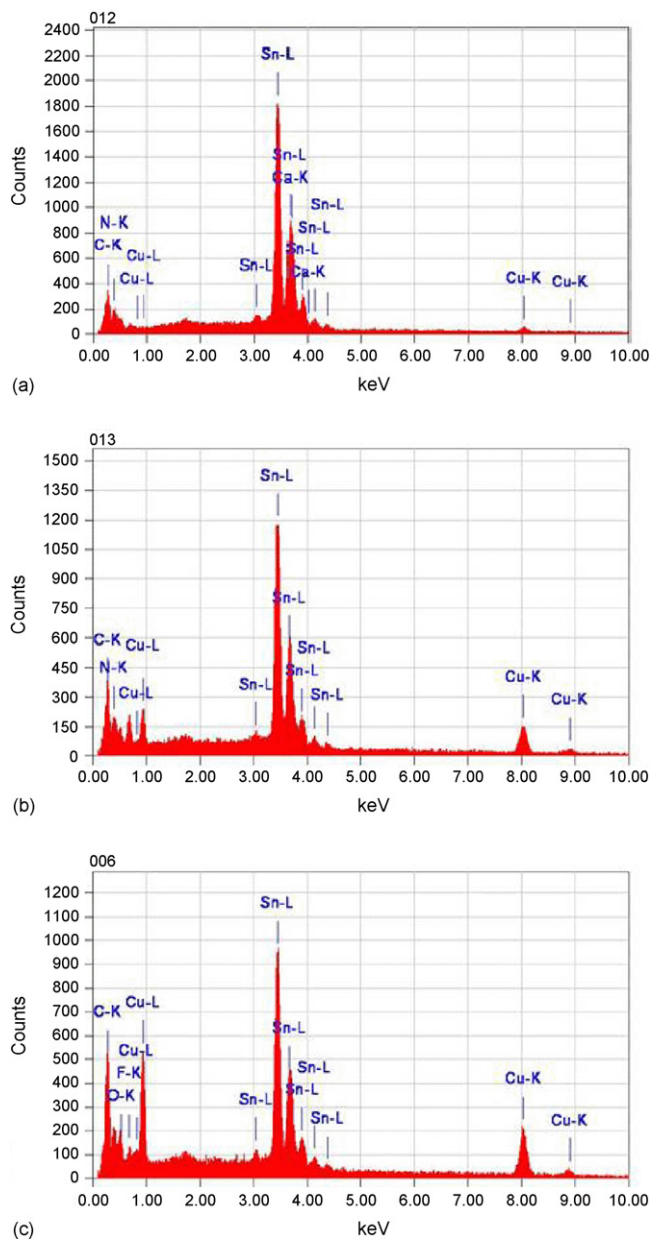 012
2400
2200
2000
1800
1600
1400
1200
1000
800
600
400
200
0
Counts
Sn-L
Sn-L
Ca-K
Sn-L
N-K
Sn-L
C-K
Cu-L
Sn-L
Sn-L
Cu-L
Ca-K
Cu-K
Cu-K
0.00 1.00 2.00 3.00 4.00 5.00 6.00 7.00 8.00 9.00 10.00
(a)
keV
013
1500
1350
1200
1050
900
750
600
450
300
150
0
Counts
Sn-L
Sn-L
C-K
Cu-L
Sn-L
N-K
Sn-L
Cu-L
Sn-L
Sn-L
Cu-K
Cu-K
0.00 1.00 2.00 3.00 4.00 5.00 6.00 7.00 8.00 9.00 10.00
(b)
keV
006
1200
1100
1000
900
800
700
600
500
400
300
200
100
0
Counts
Sn-L
C-K
Cu-L
Sn-L
Cu-L
F-K
O-K
Sn-L
Sn-L
Sn-L
Sn-L
Cu-K
Cu-K
0.00 1.00 2.00 3.00 4.00 5.00 6.00 7.00 8.00 9.00 10.00
(c)
keV